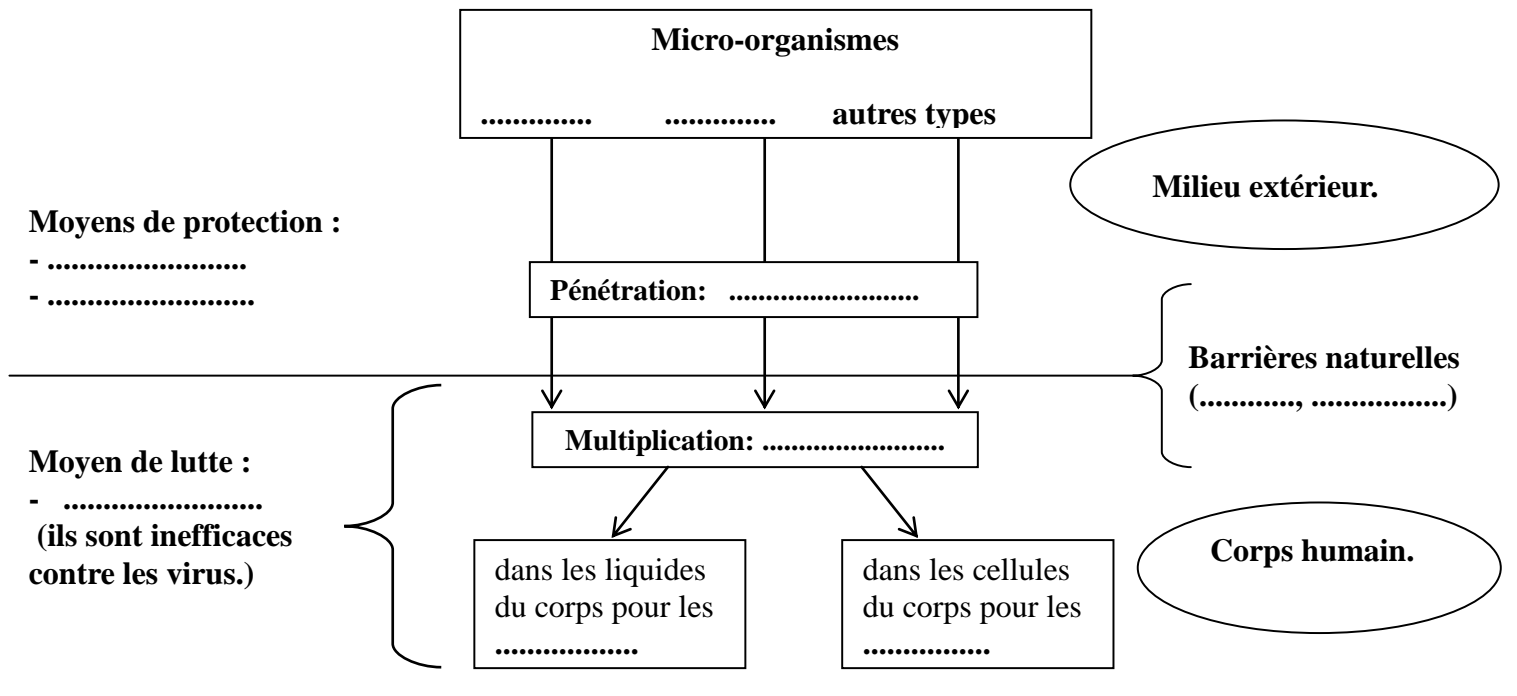 Micro-organismes
.............. .............. autres types
Milieu extérieur.
Moyens de protection :
- .........................
- ..........................
Pénétration: ..........................
Barrières naturelles
(............, .................)
Multiplication: .........................
Moyen de lutte :
- .........................
(ils sont inefficaces
contre les virus.)
dans les liquides
du corps pour les
..................
dans les cellules
du corps pour les
................
Corps humain.